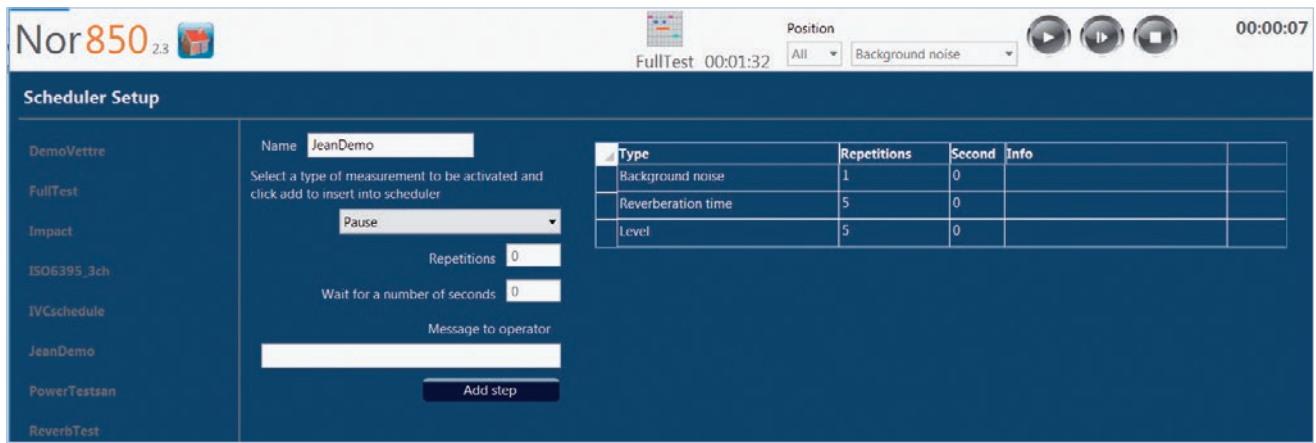 Nor850 2.3
FullTest 00:01:32
Position
All
Background noise
00:00:07
Scheduler Setup
DemoVettre
FullTest
Impact
ISO6395_3ch
IVCschedule
JeanDemo
PowerTestsan
ReverbTest
Name JeanDemo
Select a type of measurement to be activated and
click add to insert into scheduler
Pause
Repetitions 0
Wait for a number of seconds 0
Message to operator
Add step
Type Repetitions Second Info
Background noise 1 0
Reverberation time 5 0
Level 5 0